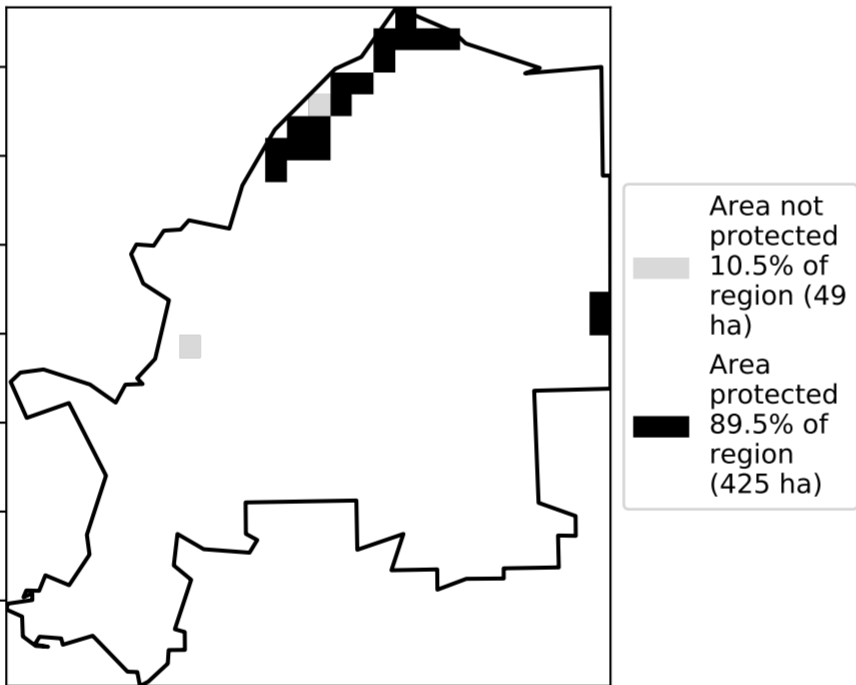 Area not
protected
10.5% of
region (49
ha)
Area
protected
89.5% of
region
(425 ha)